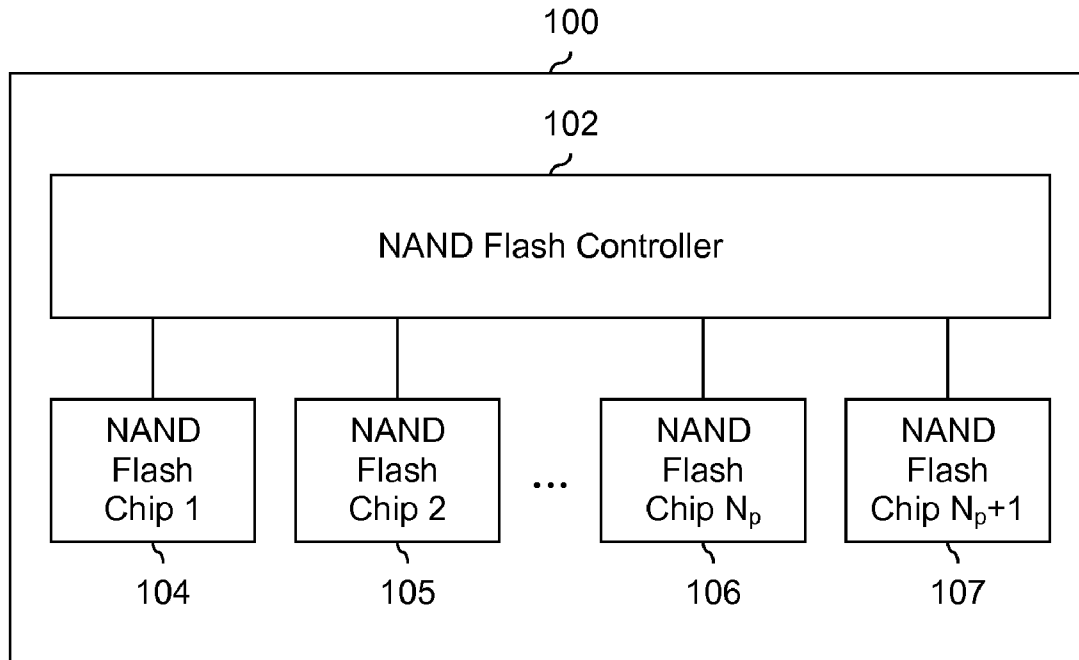 100
102
NAND Flash Controller
NAND
Flash
Chip 1
NAND
Flash
Chip 2
...
NAND
Flash
Chip Nₚ
NAND
Flash
Chip Nₚ+1
104
105
106
107